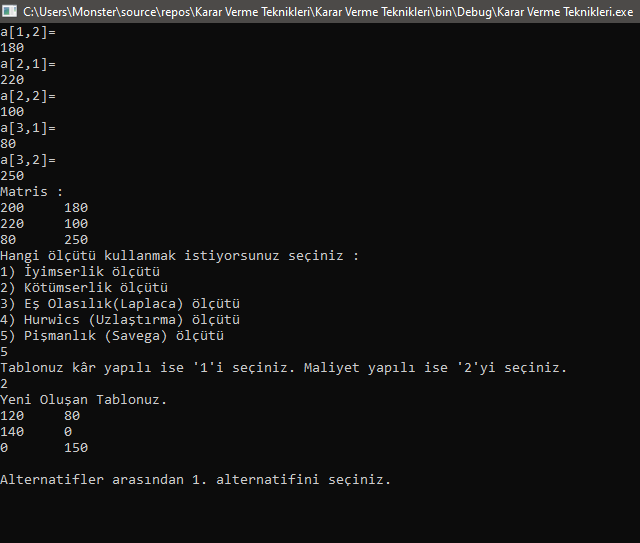 C:\Users\Monster\source\repos\Karar Verme Teknikleri\Karar Verme Teknikleri\bin\Debug\Karar Verme Teknikleri.exe
a[1,2]=
180
a[2,1]=
220
a[2,2]=
100
a[3,1]=
80
a[3,2]=
250
Matris :
200 180
220 100
80 250
Hangi ölçütü kullanmak istiyorsunuz seçiniz :
1) İyimserlik ölçütü
2) Kötümserlik ölçütü
3) Eş Olasılık(Laplaca) ölçütü
4) Hurwics (Uzlaştırma) ölçütü
5) Pişmanlık (Savega) ölçütü
5
Tablonuz kâr yapılı ise '1'i seçiniz. Maliyet yapılı ise '2'yi seçiniz.
2
Yeni Oluşan Tablonuz.
120 80
140 0
0 150
Alternatifler arasından 1. alternatifini seçiniz.